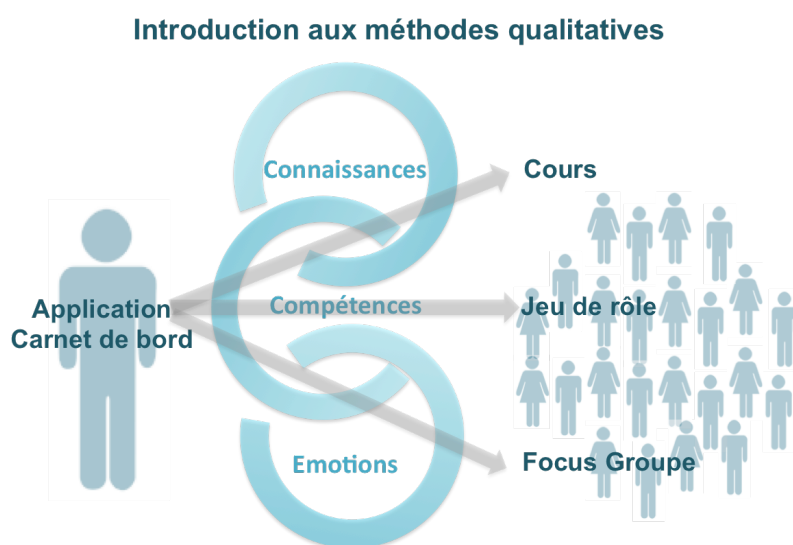 Introduction aux méthodes qualitatives
Connaissances
Cours
Application
Carnet de bord
Compétences
Jeu de rôle
Emotions
Focus Groupe